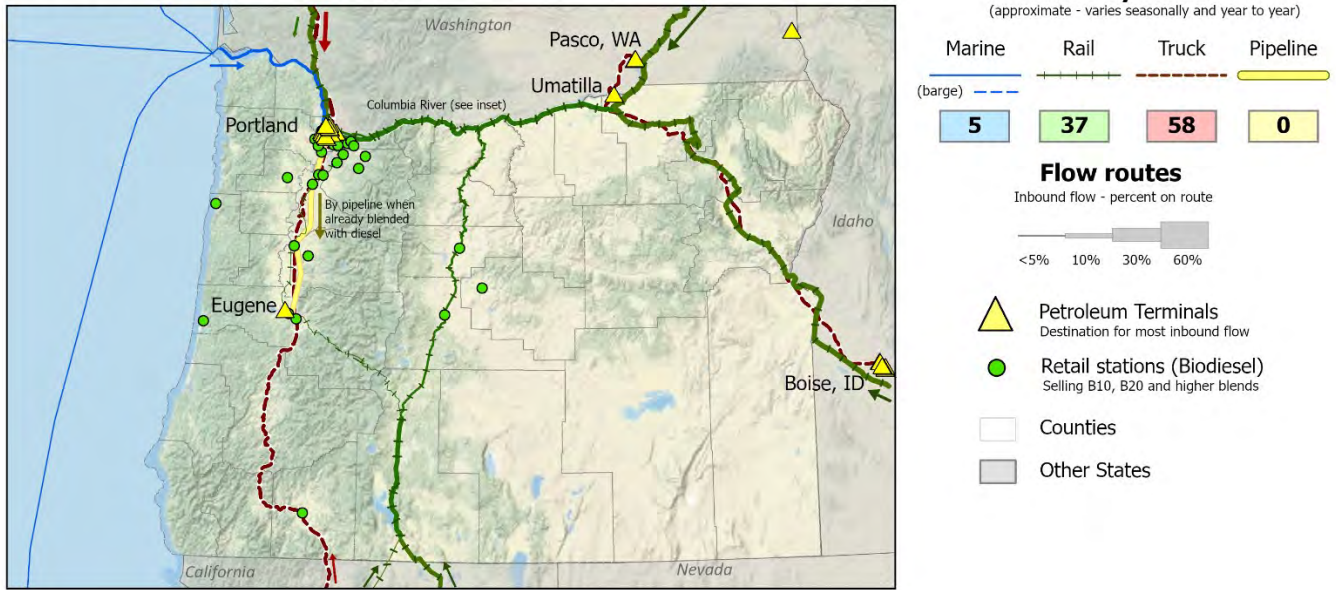 Washington
Pasco, WA
Umatilla
Columbia River (see inset)
Portland
Idaho
By pipeline when
already blended
with diesel
Eugene
Boise, ID
California
Nevada
(approximate - varies seasonally and year to year)
Marine Rail Truck Pipeline
(barge)
5 37 58 0
Flow routes
Inbound flow - percent on route
<5% 10% 30% 60%
Petroleum Terminals
Destination for most inbound flow
Retail stations (Biodiesel)
Selling B10, B20 and higher blends
Counties
Other States